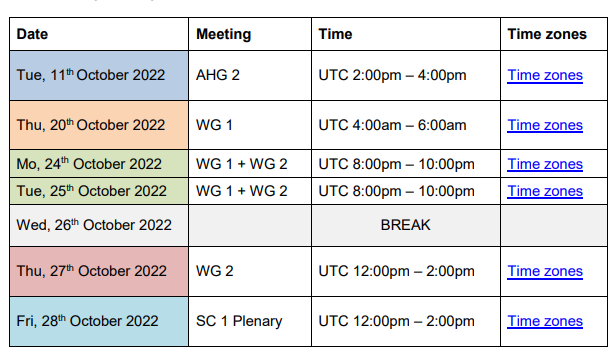 Date Meeting Time Time zones
Tue, 11th October 2022 AHG 2 UTC 2:00pm – 4:00pm Time zones
Thu, 20th October 2022 WG 1 UTC 4:00am – 6:00am Time zones
Mo, 24th October 2022 WG 1 + WG 2 UTC 8:00pm – 10:00pm Time zones
Tue, 25th October 2022 WG 1 + WG 2 UTC 8:00pm – 10:00pm Time zones
Wed, 26th October 2022 BREAK
Thu, 27th October 2022 WG 2 UTC 12:00pm – 2:00pm Time zones
Fri, 28th October 2022 SC 1 Plenary UTC 12:00pm – 2:00pm Time zones